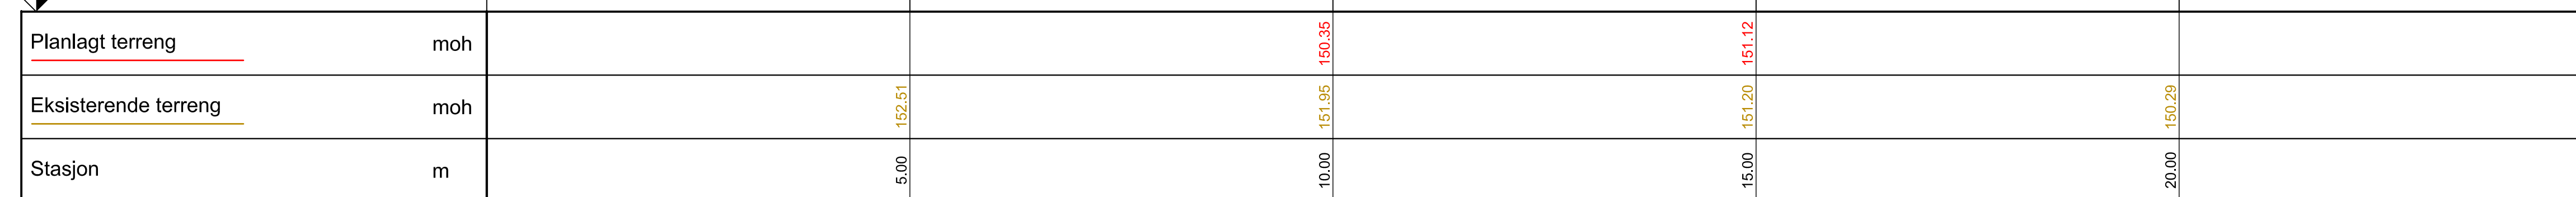 Planlagt terreng moh 150.35 151.12
Eksisterende terreng moh 152.51 151.95 151.20 150.29
Stasjon m 5.00 10.00 15.00 20.00